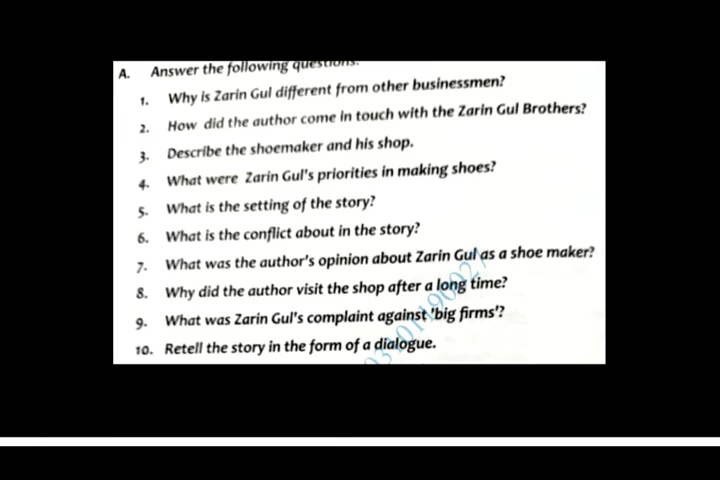 A. Answer the following questions.
1. Why is Zarin Gul different from other businessmen?
2. How did the author come in touch with the Zarin Gul Brothers?
3. Describe the shoemaker and his shop.
4. What were Zarin Gul's priorities in making shoes?
5. What is the setting of the story?
6. What is the conflict about in the story?
7. What was the author's opinion about Zarin Gul as a shoe maker?
8. Why did the author visit the shop after a long time?
9. What was Zarin Gul's complaint against 'big firms'?
10. Retell the story in the form of a dialogue.